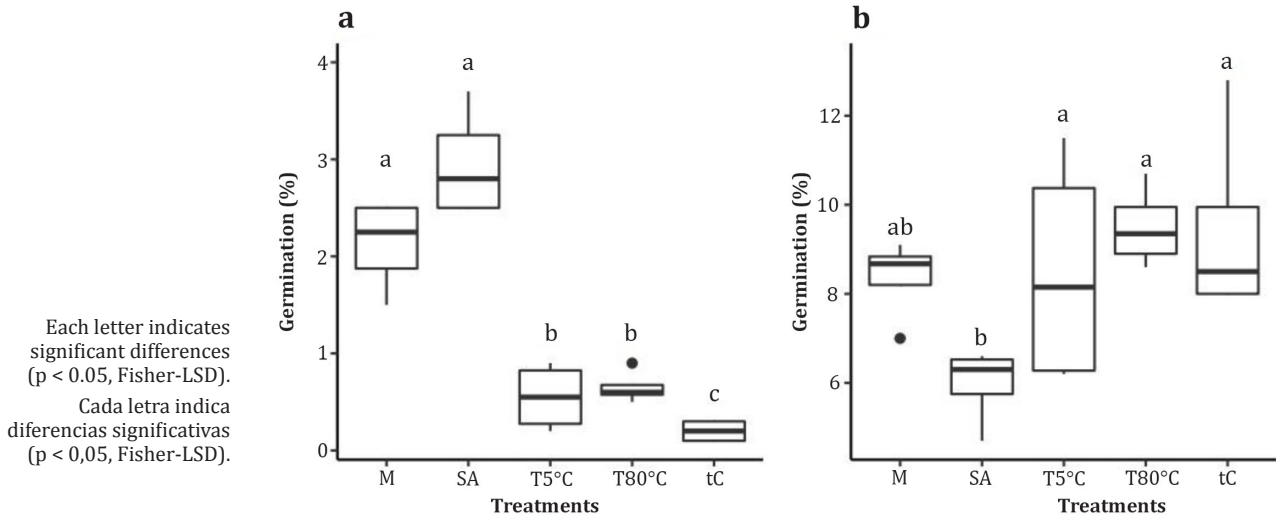 a
4
3
2
1
0
Germination (%)
a
a
b
b
c
M
SA
T5°C
T80°C
tC
Treatments
b
12
10
8
6
Germination (%)
ab
b
a
a
a
M
SA
T5°C
T80°C
tC
Treatments
Each letter indicates
significant differences
(p < 0.05, Fisher-LSD).
Cada letra indica
diferencias significativas
(p < 0,05, Fisher-LSD).